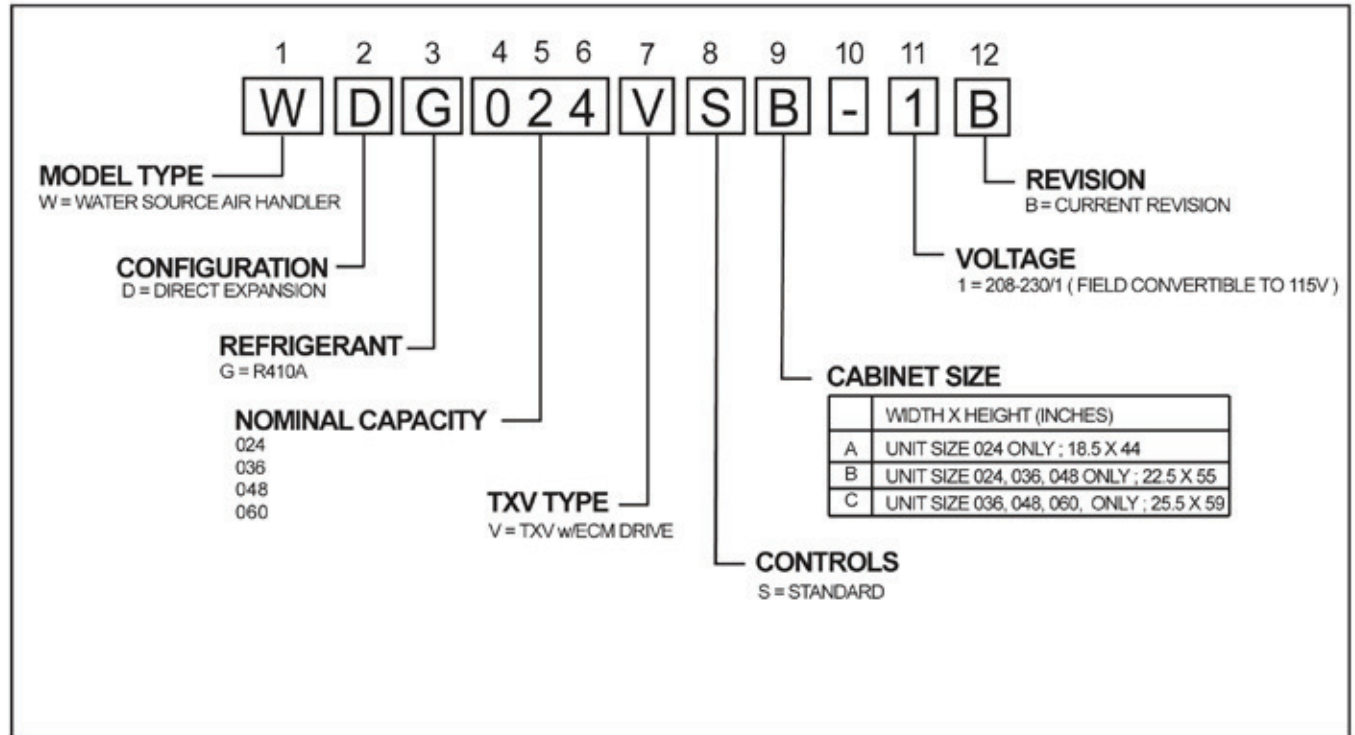 1 2 3 4 5 6 7 8 9 10 11 12
W D G 0 2 4 V S B - 1 B
MODEL TYPE
W = WATER SOURCE AIR HANDLER
REVISION
B = CURRENT REVISION
CONFIGURATION
D = DIRECT EXPANSION
VOLTAGE
1 = 208-230/1 ( FIELD CONVERTIBLE TO 115V )
REFRIGERANT
G = R410A
CABINET SIZE
WIDTH X HEIGHT (INCHES)
A UNIT SIZE 024 ONLY ; 18.5 X 44
B UNIT SIZE 024, 036, 048 ONLY ; 22.5 X 55
C UNIT SIZE 036, 048, 060, ONLY ; 25.5 X 59
NOMINAL CAPACITY
024
036
048
060
TXV TYPE
V = TXV w/ECM DRIVE
CONTROLS
S = STANDARD